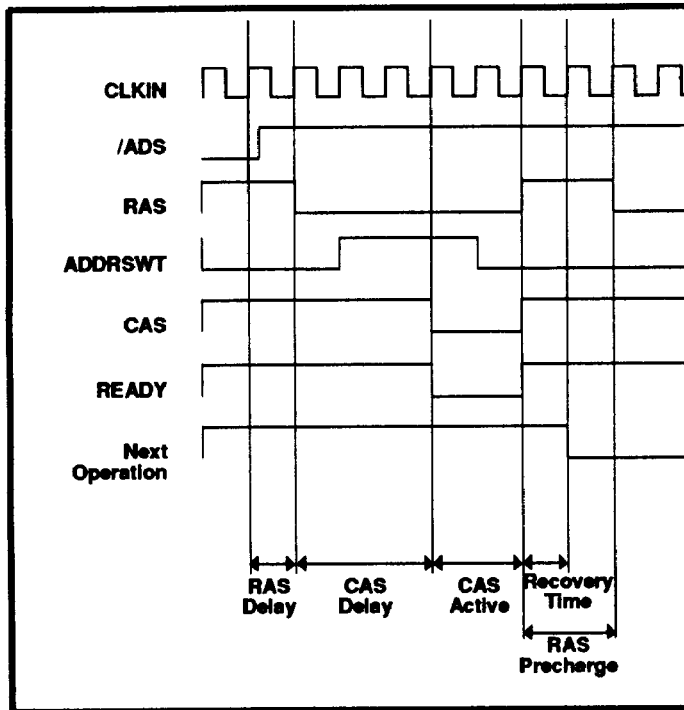 CLKIN
/ADS
RAS
ADDRSWT
CAS
READY
Next
Operation
RAS
Delay
CAS
Delay
CAS
Active
Recovery
Time
RAS
Precharge